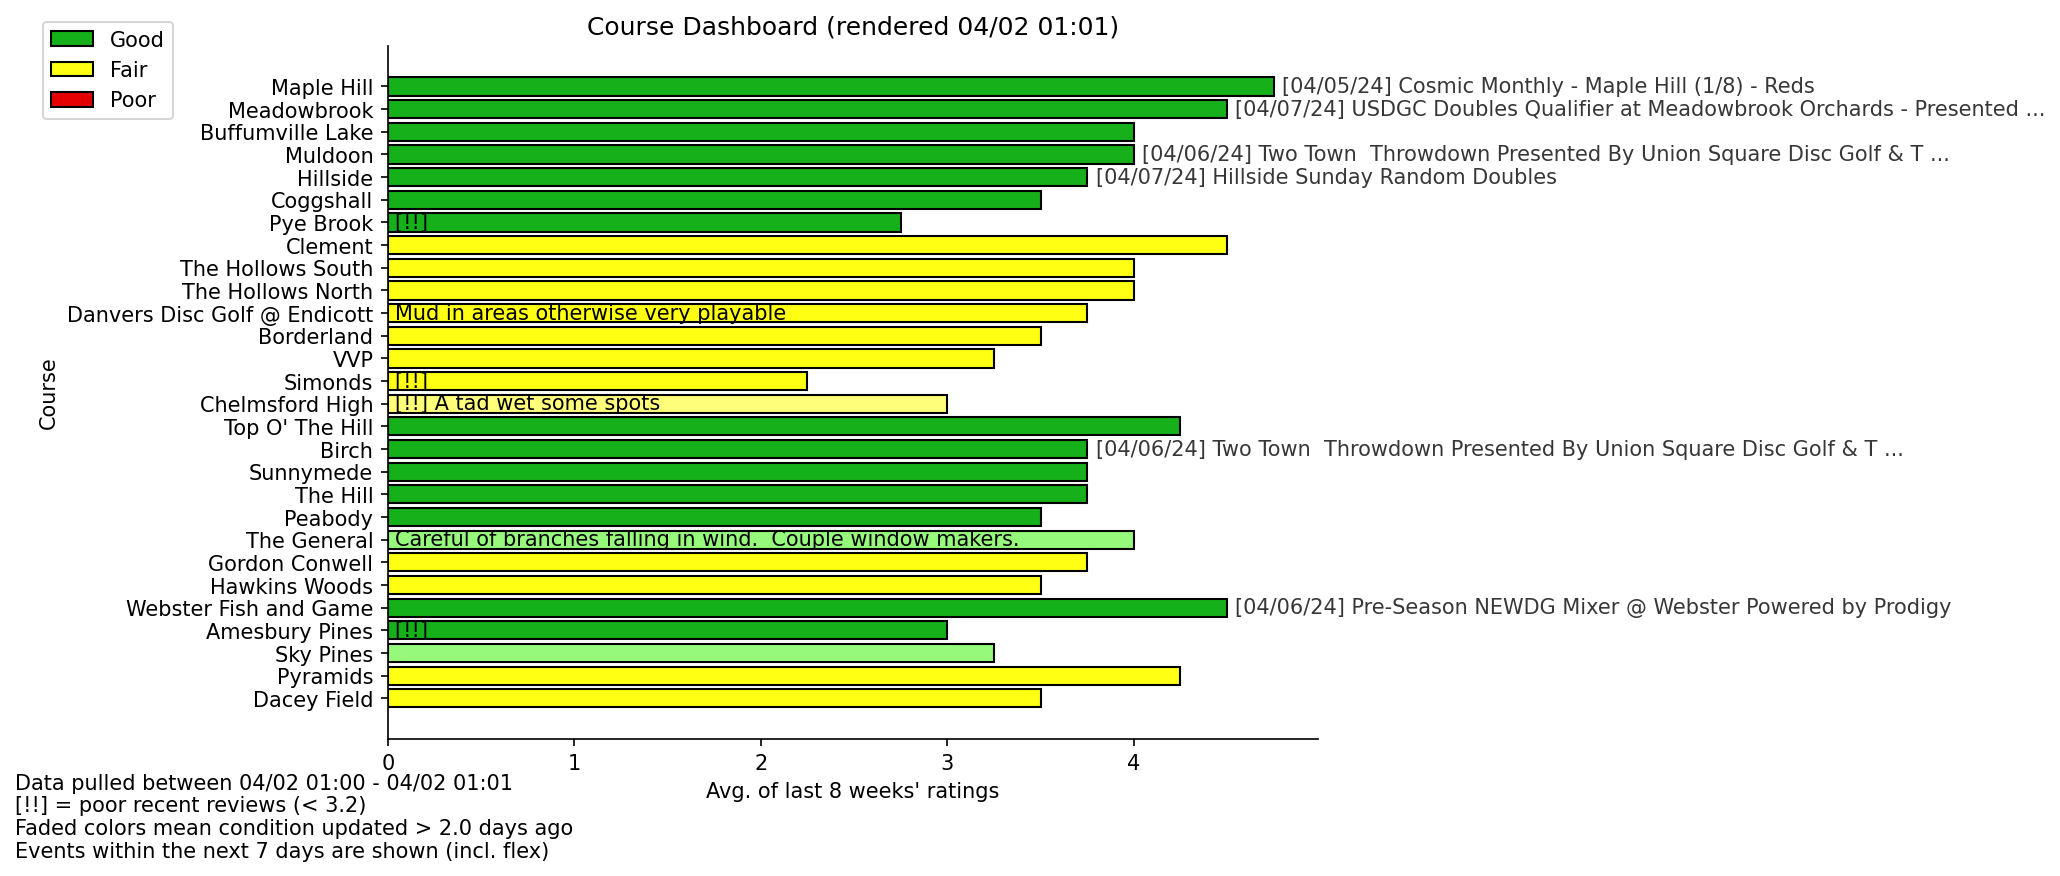 Course Dashboard (rendered 04/02 01:01)
Good
Fair
Poor
Maple Hill [04/05/24] Cosmic Monthly - Maple Hill (1/8) - Reds
Meadowbrook [04/07/24] USDGC Doubles Qualifier at Meadowbrook Orchards - Presented ...
Buffumville Lake
Muldoon [04/06/24] Two Town  Throwdown Presented By Union Square Disc Golf & T ...
Hillside [04/07/24] Hillside Sunday Random Doubles
Coggshall
Pye Brook [!!]
Clement
The Hollows South
The Hollows North
Danvers Disc Golf @ Endicott Mud in areas otherwise very playable
Borderland
VVP
Simonds [!!]
Chelmsford High [!!] A tad wet some spots
Top O' The Hill
Birch [04/06/24] Two Town  Throwdown Presented By Union Square Disc Golf & T ...
Sunnymede
The Hill
Peabody
The General Careful of branches falling in wind.  Couple window makers.
Gordon Conwell
Hawkins Woods
Webster Fish and Game [04/06/24] Pre-Season NEWDG Mixer @ Webster Powered by Prodigy
Amesbury Pines [!!]
Sky Pines
Pyramids
Dacey Field
Course
0 1 2 3 4
Avg. of last 8 weeks' ratings
Data pulled between 04/02 01:00 - 04/02 01:01
[!!] = poor recent reviews (< 3.2)
Faded colors mean condition updated > 2.0 days ago
Events within the next 7 days are shown (incl. flex)